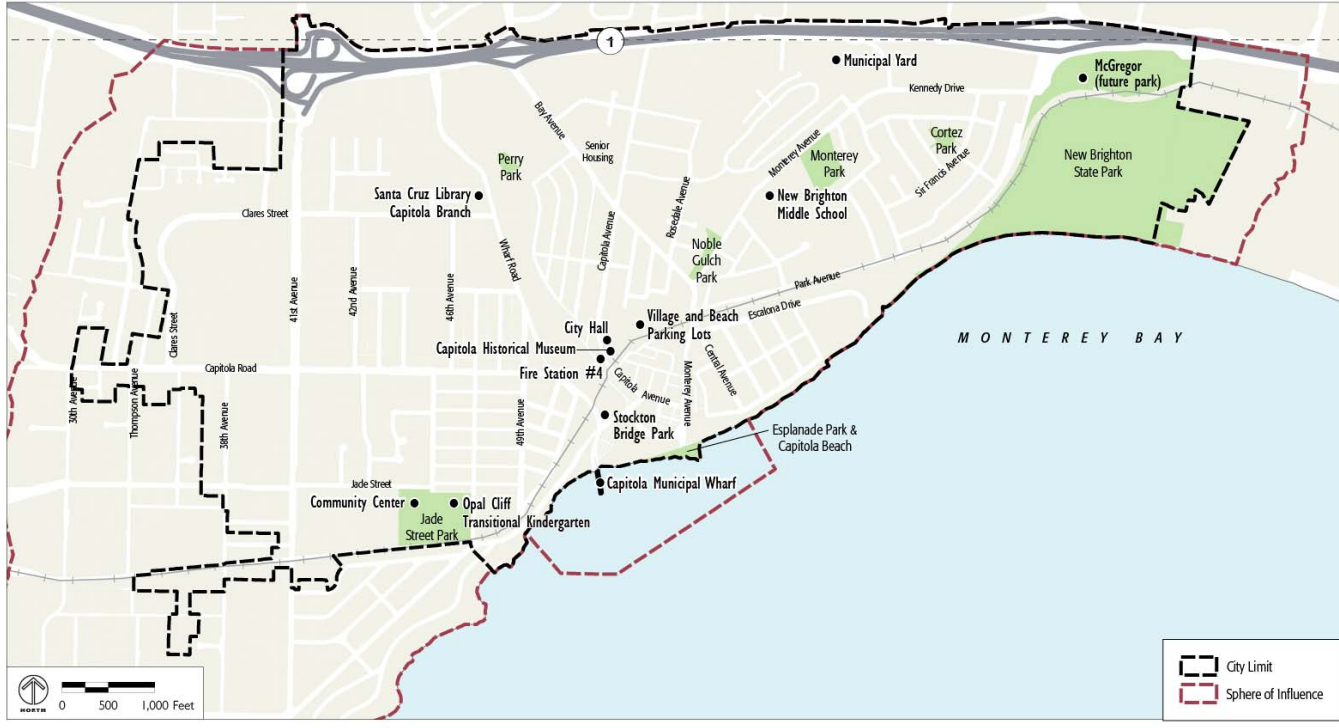 1
Municipal Yard
McGregor
(future park)
Kennedy Drive
Bay Avenue
Senior
Housing
Perry
Park
Monterey Avenue
Monterey
Park
Cortez
Park
Sir Francis Avenue
New Brighton
State Park
Santa Cruz Library
Capitola Branch
New Brighton
Middle School
Clares Street
Rosedale Avenue
Capitola Avenue
Wharf Road
Noble
Gulch
Park
Park Avenue
41st Avenue
42nd Avenue
46th Avenue
Escalona Drive
Clares Street
City Hall
Village and Beach
Parking Lots
Capitola Historical Museum
Fire Station #4
MONTEREY BAY
Capitola Road
Capitola Avenue
Monterey Avenue
Central Avenue
30th Avenue
Thompson Avenue
38th Avenue
49th Avenue
Stockton
Bridge Park
Esplanade Park &
Capitola Beach
Jade Street
Capitola Municipal Wharf
Community Center
Opal Cliff
Transitional Kindergarten
Jade
Street Park
NORTH
0 500 1,000 Feet
City Limit
Sphere of Influence